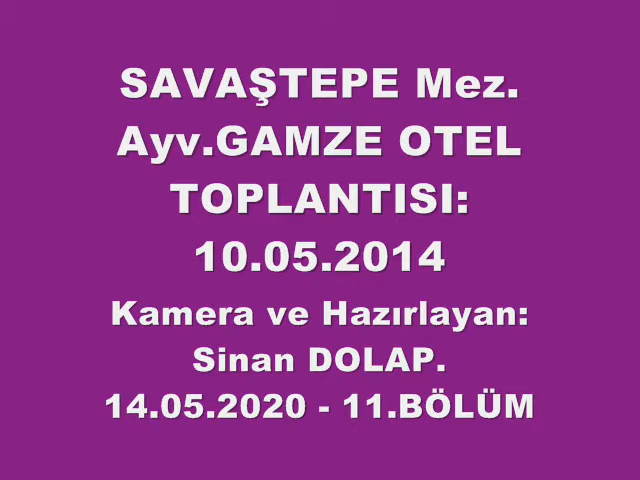 SAVAŞTEPE Mez.
Ayv.GAMZE OTEL
TOPLANTISI:
10.05.2014
Kamera ve Hazırlayan:
Sinan DOLAP.
14.05.2020 - 11.BÖLÜM